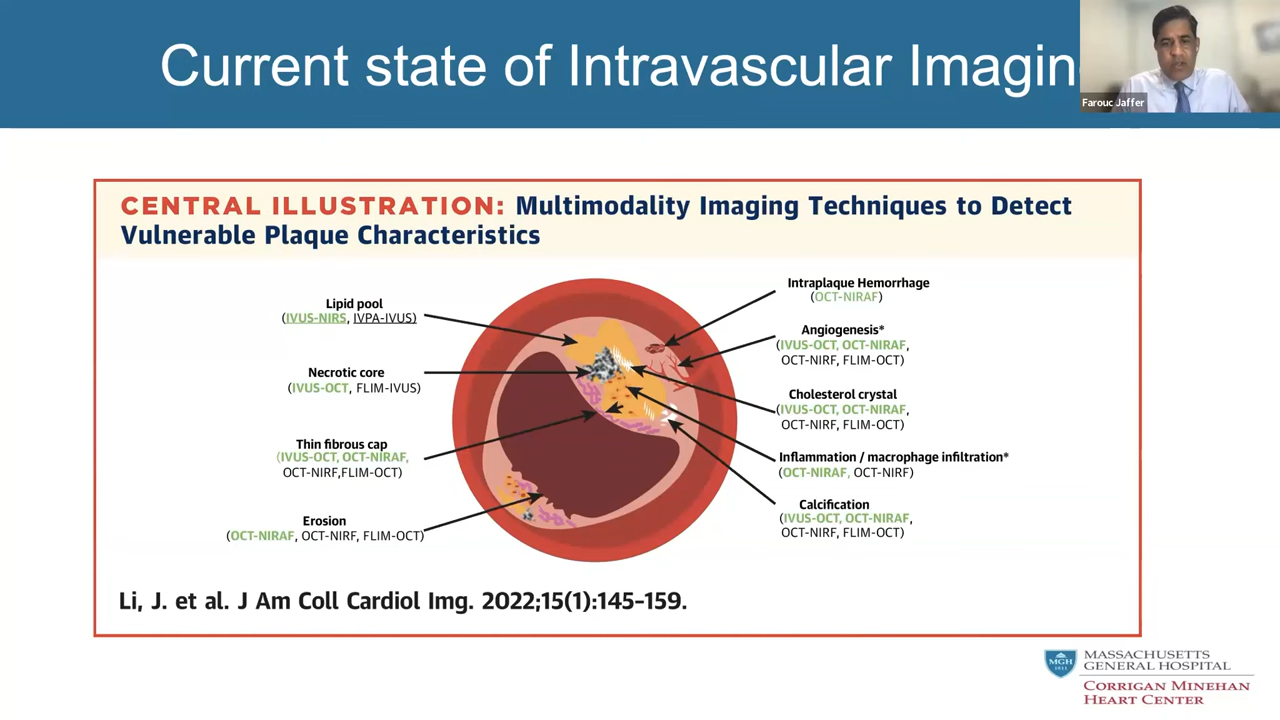 Current state of Intravascular Imagin
Farouc Jaffer
CENTRAL ILLUSTRATION: Multimodality Imaging Techniques to Detect
Vulnerable Plaque Characteristics
Lipid pool
(IVUS-NIRS, IVPA-IVUS)
Necrotic core
(IVUS-OCT, FLIM-IVUS)
Thin fibrous cap
(IVUS-OCT, OCT-NIRAF,
OCT-NIRF,FLIM-OCT)
Erosion
(OCT-NIRAF, OCT-NIRF, FLIM-OCT)
Intraplaque Hemorrhage
(OCT-NIRAF)
Angiogenesis*
(IVUS-OCT, OCT-NIRAF,
OCT-NIRF, FLIM-OCT)
Cholesterol crystal
(IVUS-OCT, OCT-NIRAF,
OCT-NIRF, FLIM-OCT)
Inflammation / macrophage infiltration*
(OCT-NIRAF, OCT-NIRF)
Calcification
(IVUS-OCT, OCT-NIRAF,
OCT-NIRF, FLIM-OCT)
Li, J. et al. J Am Coll Cardiol Img. 2022;15(1):145–159.
MGH
1811
MASSACHUSETTS
GENERAL HOSPITAL
CORRIGAN MINEHAN
HEART CENTER